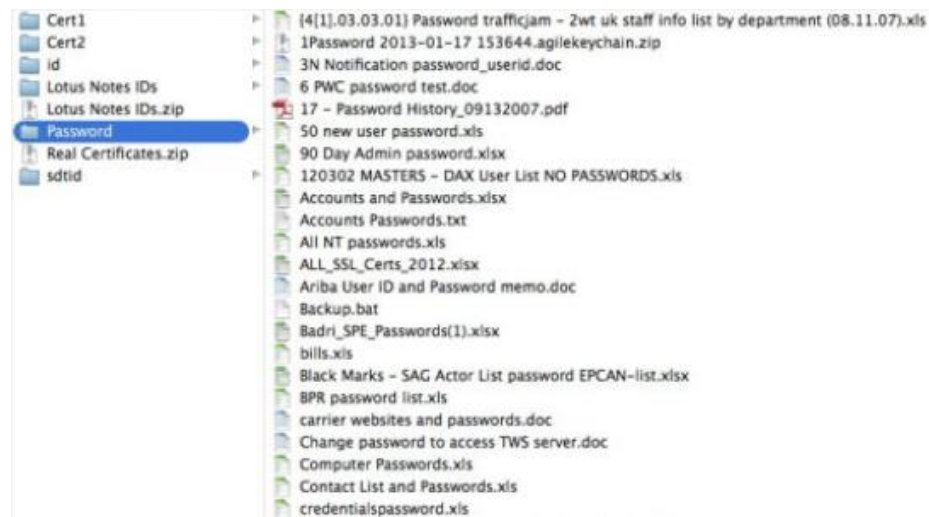 Cert1
Cert2
id
Lotus Notes IDs
Lotus Notes IDs.zip
Password
Real Certificates.zip
sdtid
{4[1].03.03.01} Password trafficjam - 2wt uk staff info list by department (08.11.07).xls
1Password 2013-01-17 153644.agilekeychain.zip
3N Notification password_userid.doc
6 PWC password test.doc
17 - Password History_09132007.pdf
50 new user password.xls
90 Day Admin password.xlsx
120302 MASTERS - DAX User List NO PASSWORDS.xls
Accounts and Passwords.xlsx
Accounts Passwords.txt
All NT passwords.xls
ALL_SSL_Certs_2012.xlsx
Ariba User ID and Password memo.doc
Backup.bat
Badri_SPE_Passwords(1).xlsx
bills.xls
Black Marks - SAG Actor List password EPCAN-list.xlsx
BPR password list.xls
carrier websites and passwords.doc
Change password to access TWS server.doc
Computer Passwords.xls
Contact List and Passwords.xls
credentialspassword.xls